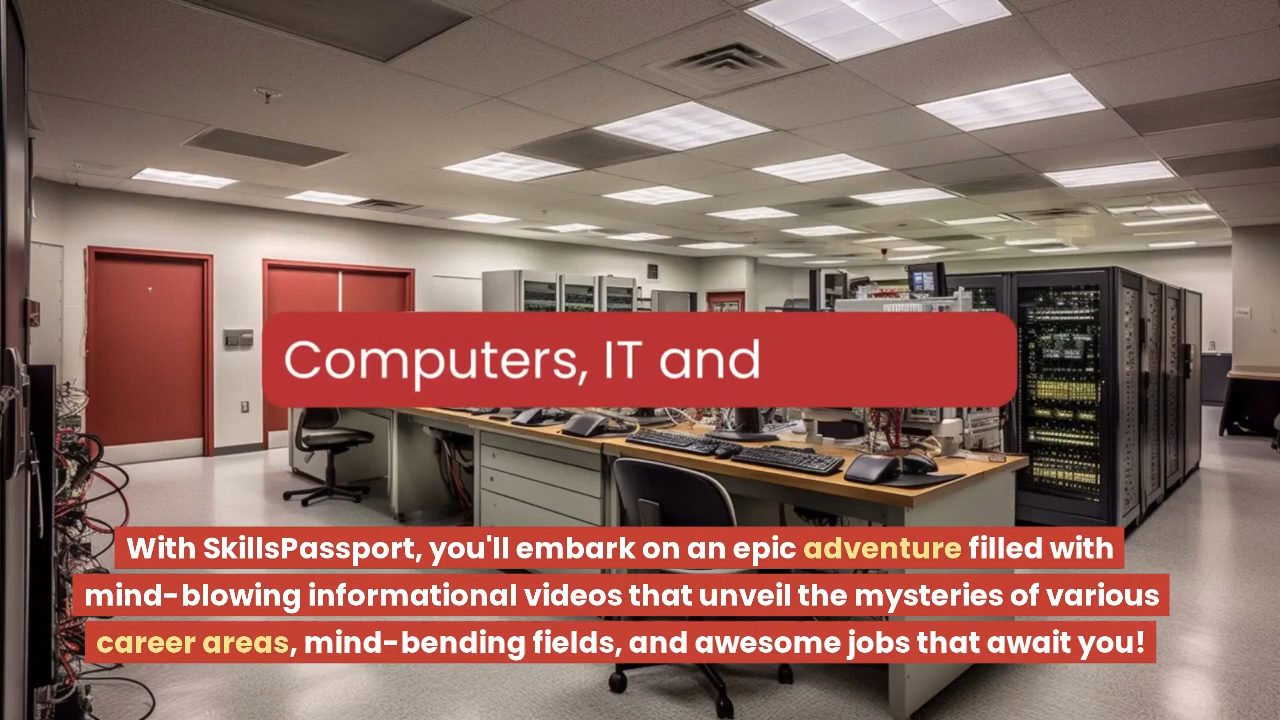 Computers, IT and
With SkillsPassport, you'll embark on an epic adventure filled with
mind-blowing informational videos that unveil the mysteries of various
career areas, mind-bending fields, and awesome jobs that await you!